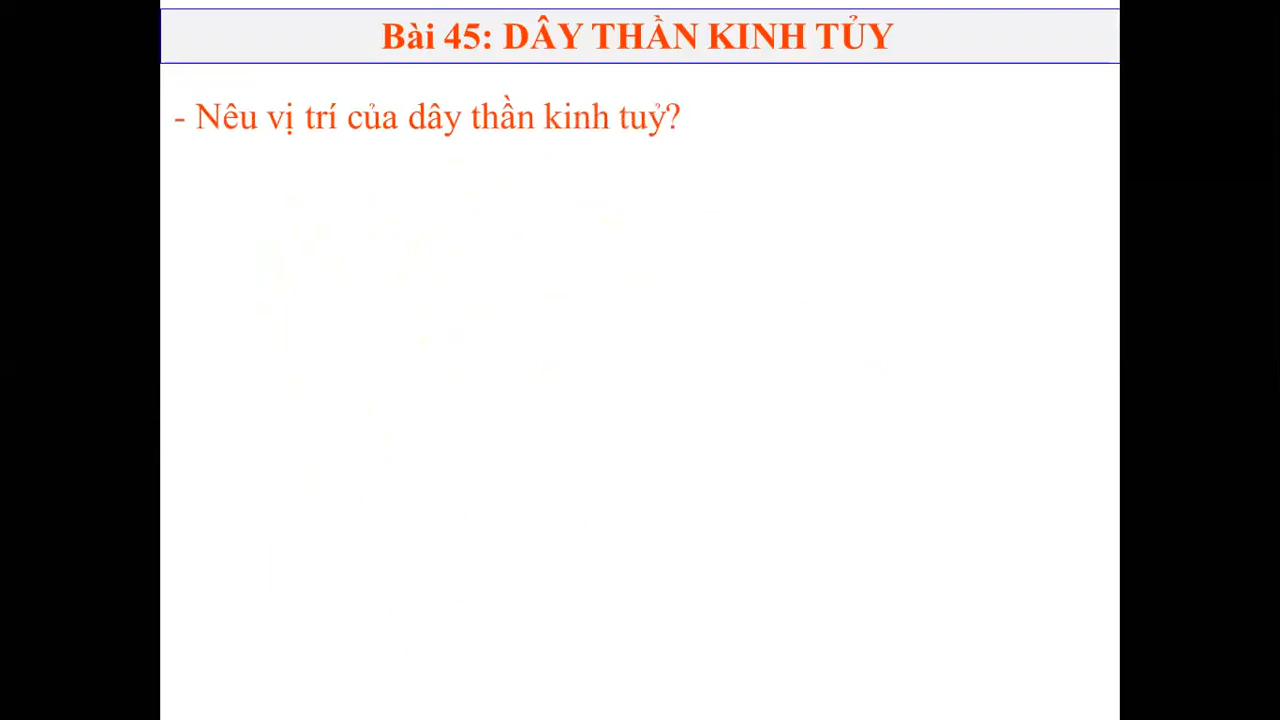 Bài 45: DÂY THẦN KINH TỦY
- Nêu vị trí của dây thần kinh tuỷ?